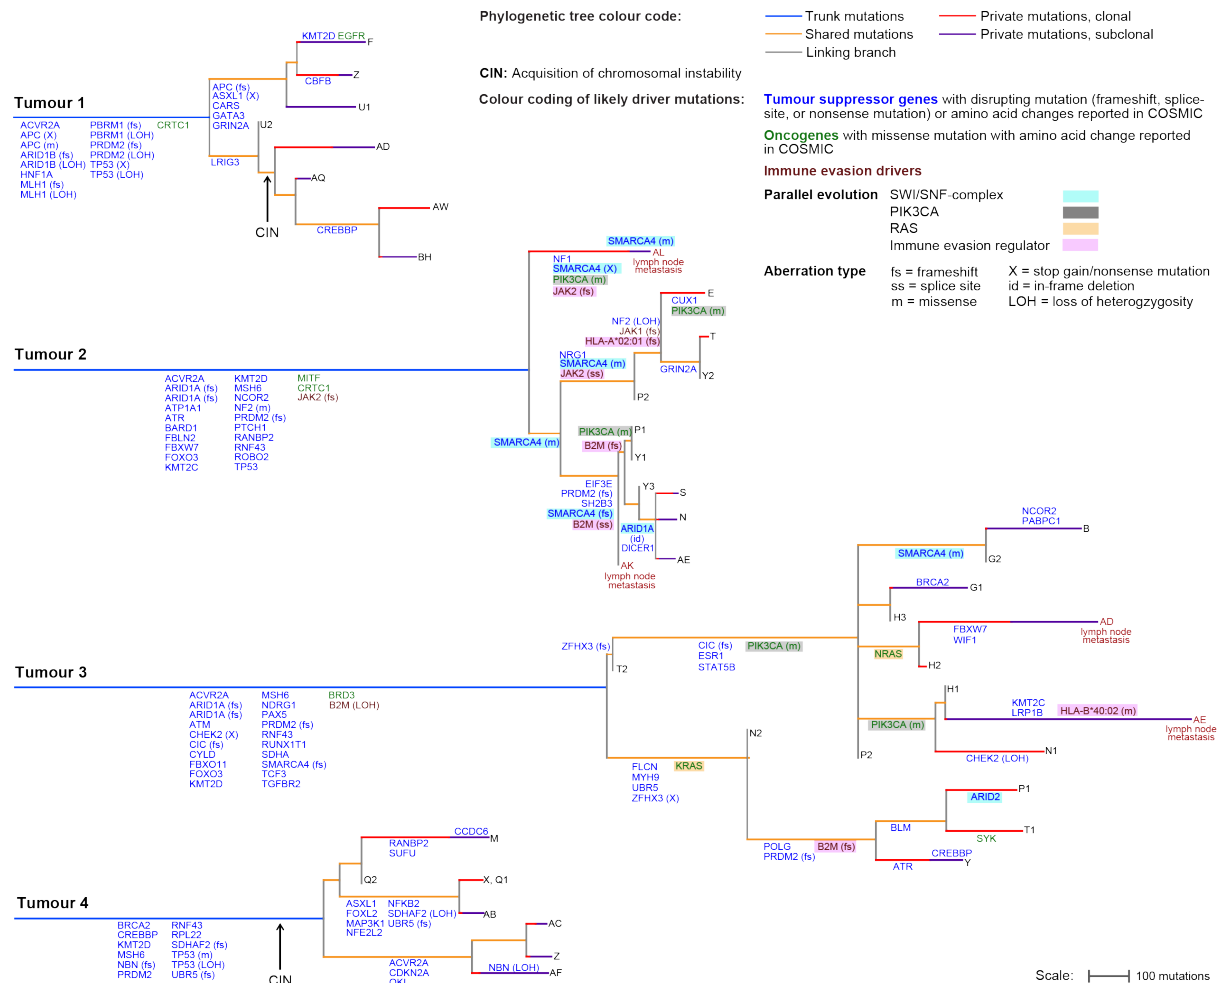 Phylogenetic tree colour code:
Trunk mutations
Private mutations, clonal
Shared mutations
Private mutations, subclonal
Linking branch
CIN: Acquisition of chromosomal instability
Colour coding of likely driver mutations:
Tumour suppressor genes with disrupting mutation (frameshift, splice-
site, or nonsense mutation) or amino acid changes reported in COSMIC
Oncogenes with missense mutation with amino acid change reported
in COSMIC
Immune evasion drivers
Parallel evolution
SWI/SNF-complex
PIK3CA
RAS
Immune evasion regulator
Aberration type
fs = frameshift
X = stop gain/nonsense mutation
ss = splice site
id = in-frame deletion
m = missense
LOH = loss of heterogzygosity
Tumour 1
ACVR2A PBRM1 (fs) CRTC1
APC (X) PBRM1 (LOH)
APC (m) PRDM2 (fs)
ARID1B (fs) PRDM2 (LOH)
ARID1B (LOH) TP53 (X)
HNF1A TP53 (LOH)
MLH1 (fs)
MLH1 (LOH)
KMT2D EGFR
F
CBFB
Z
U1
APC (fs)
ASXL1 (X)
CARS
GATA3
GRIN2A
U2
LRIG3
AD
AQ
AW
CREBBP
BH
CIN
Tumour 2
ACVR2A KMT2D MITF
ARID1A (fs) MSH6 CRTC1
ARID1A (fs) NCOR2 JAK2 (fs)
ATP1A1 NF2 (m)
ATR PRDM2 (fs)
BARD1 PTCH1
FBLN2 RANBP2
FBXW7 RNF43
FOXO3 ROBO2
KMT2C TP53
SMARCA4 (m)
AL
lymph node
metastasis
NF1
SMARCA4 (X)
PIK3CA (m)
JAK2 (fs)
E
CUX1
PIK3CA (m)
NF2 (LOH)
JAK1 (fs)
HLA-A*02:01 (fs)
T
GRIN2A
Y2
NRG1
SMARCA4 (m)
JAK2 (ss)
P2
SMARCA4 (m)
PIK3CA (m)
P1
B2M (fs)
Y1
EIF3E
PRDM2 (fs)
SH2B3
SMARCA4 (fs)
B2M (ss)
Y3
S
N
ARID1A
(id)
DICER1
AE
AK
lymph node
metastasis
Tumour 3
ACVR2A MSH6 BRD3
ARID1A (fs) NDRG1 B2M (LOH)
ARID1A (fs) PAX5
ATM PRDM2 (fs)
CHEK2 (X) RNF43
CIC (fs) RUNX1T1
CYLD SDHA
FBXO11 SMARCA4 (fs)
FOXO3 TCF3
KMT2D TGFBR2
ZFHX3 (fs)
T2
CIC (fs) PIK3CA (m)
ESR1
STAT5B
NCOR2
PABPC1
B
SMARCA4 (m)
G2
BRCA2
G1
H3
FBXW7
WIF1
AD
lymph node
metastasis
NRAS
H2
H1
KMT2C
LRP1B
HLA-B*40:02 (m)
AE
lymph node
metastasis
PIK3CA (m)
N1
CHEK2 (LOH)
P2
N2
FLCN KRAS
MYH9
UBR5
ZFHX3 (X)
P1
ARID2
BLM
T1
SYK
POLG B2M (fs)
PRDM2 (fs)
CREBBP
Y
ATR
Tumour 4
BRCA2 RNF43
CREBBP RPL22
KMT2D SDHAF2 (fs)
MSH6 TP53 (m)
NBN (fs) TP53 (LOH)
PRDM2 UBR5 (fs)
CIN
CCDC6
M
RANBP2
SUFU
Q2
X, Q1
ASXL1 NFKB2
FOXL2 SDHAF2 (LOH)
MAP3K1 UBR5 (fs)
NFE2L2
AB
AC
Z
ACVR2A
CDKN2A
NBN (LOH)
AF
Scale:
100 mutations